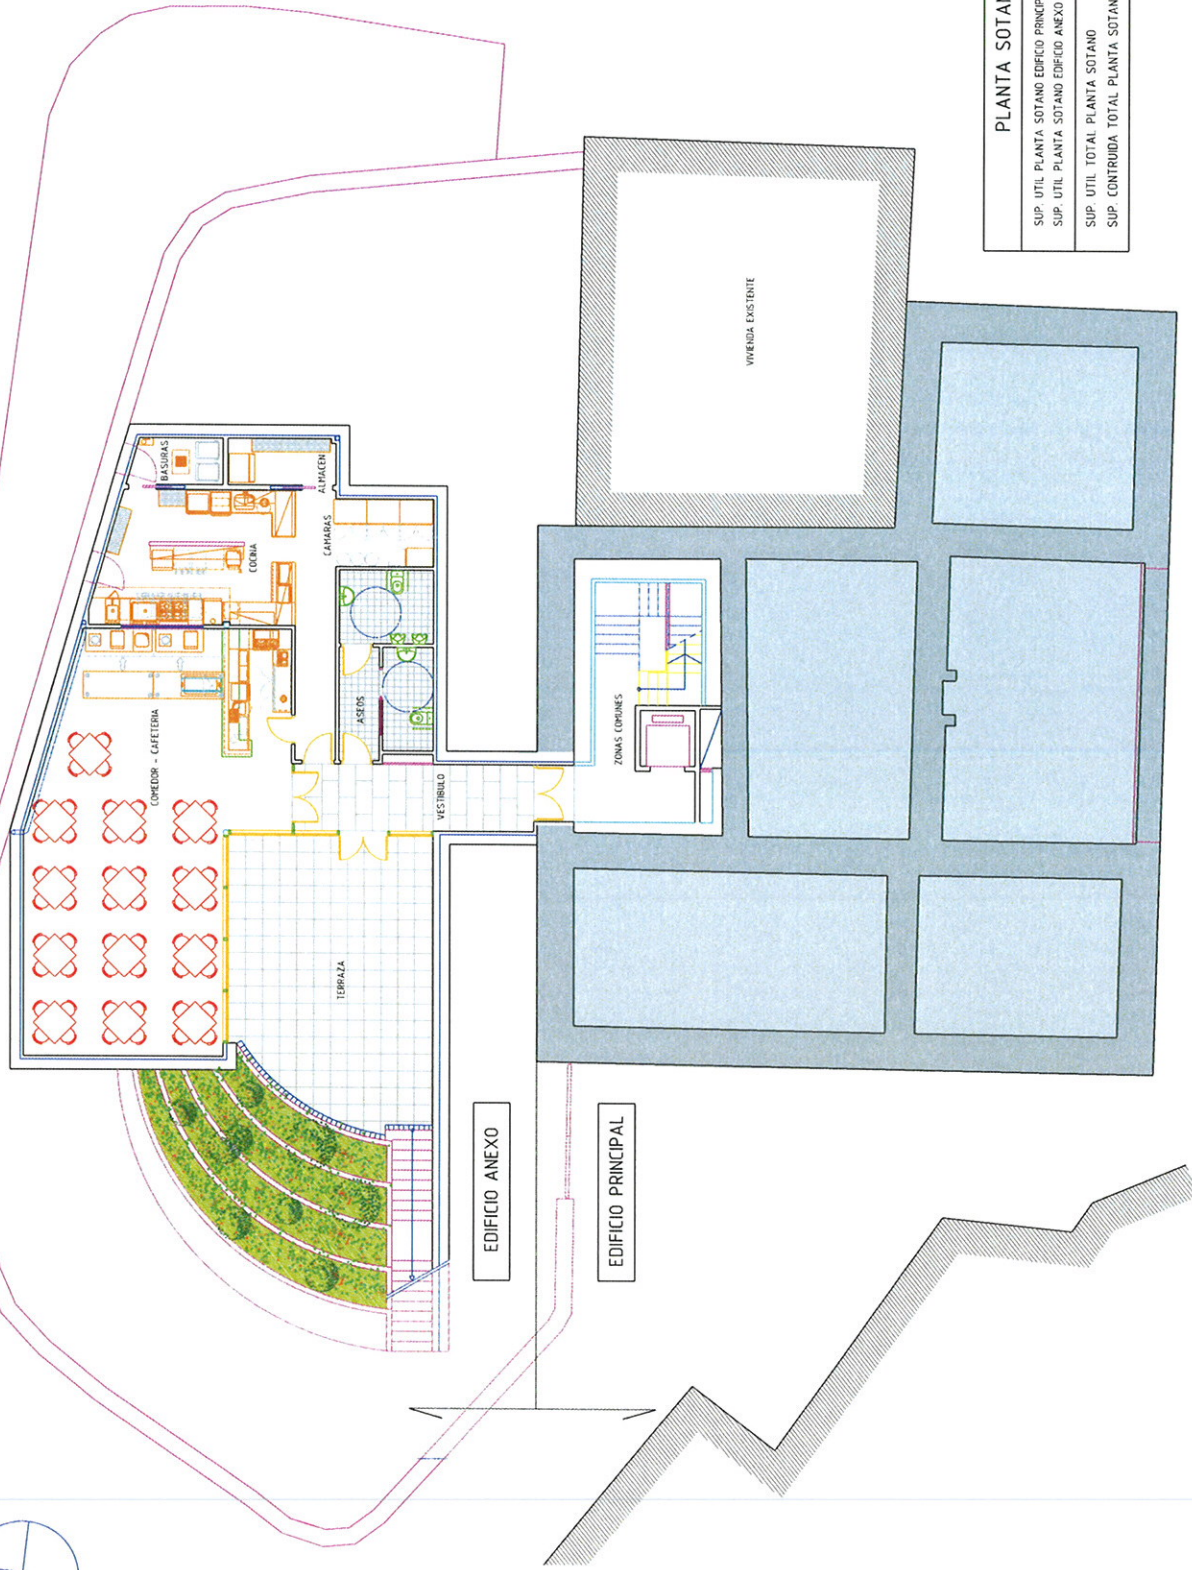 BASURAS
ALMACEN
COCINA
CAMARAS
COMEDOR - CAFETERIA
ASEOS
VESTIBULO
TERRAZA
ZONAS COMUNES
VIVIENDA EXISTENTE
EDIFICIO ANEXO
EDIFICIO PRINCIPAL
PLANTA SOTAN
SUP. UTIL PLANTA SOTANO EDIFICIO PRINCIP
SUP. UTIL PLANTA SOTANO EDIFICIO ANEXO
SUP. UTIL TOTAL PLANTA SOTANO
SUP. CONTRUIDA TOTAL PLANTA SOTAN